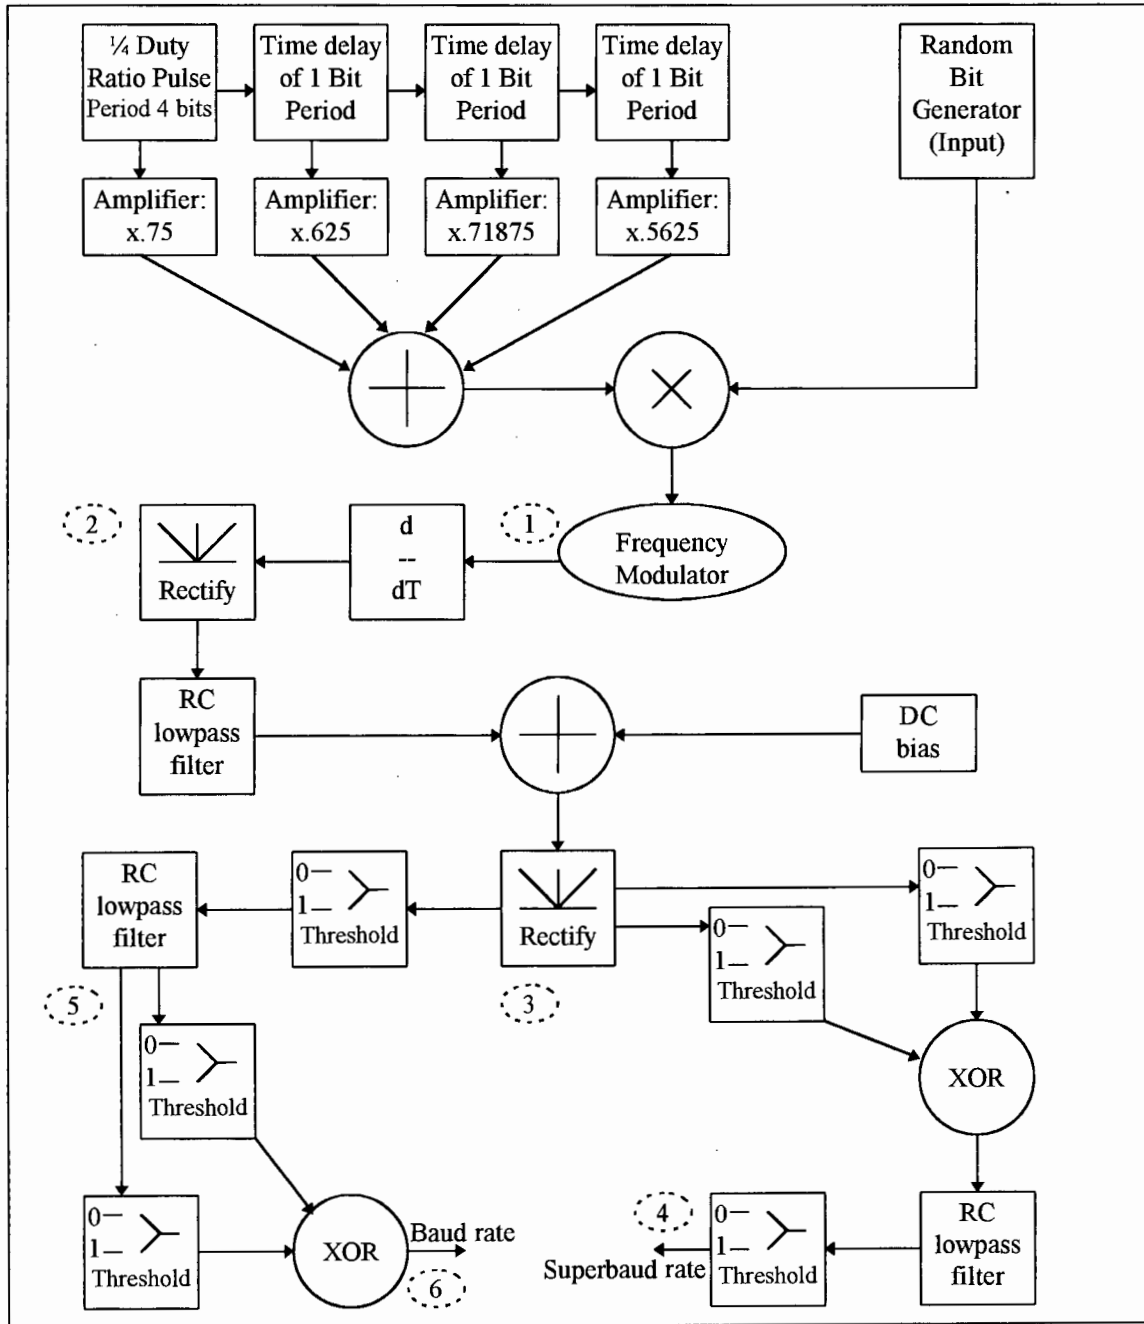 ¼ Duty
Ratio Pulse
Period 4 bits
Time delay
of 1 Bit
Period
Time delay
of 1 Bit
Period
Time delay
of 1 Bit
Period
Random
Bit
Generator
(Input)
Amplifier:
x.75
Amplifier:
x.625
Amplifier:
x.71875
Amplifier:
x.5625
2
Rectify
d
--
dT
1
Frequency
Modulator
RC
lowpass
filter
DC
bias
RC
lowpass
filter
0
1
Threshold
Rectify
0
1
Threshold
0
1
Threshold
5
3
0
1
Threshold
XOR
0
1
Threshold
XOR
Baud rate
6
4
Superbaud rate
0
1
Threshold
RC
lowpass
filter